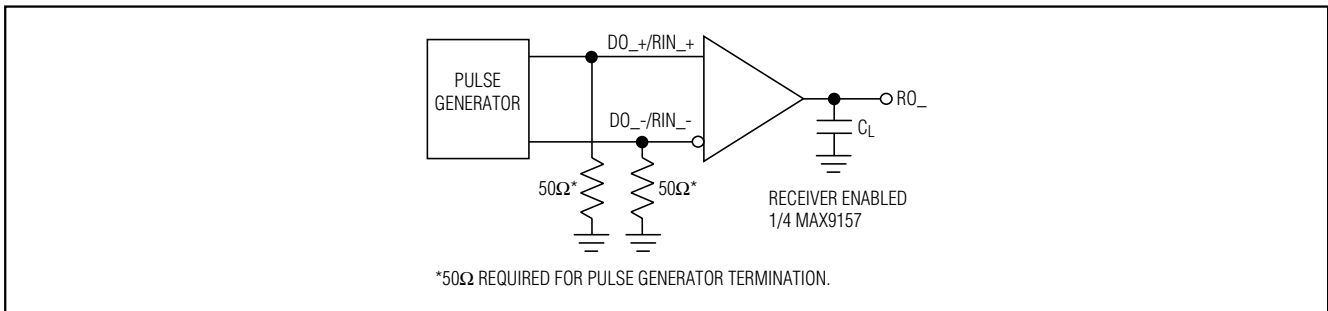 DO_+/RIN_+
PULSE
GENERATOR
DO_-/RIN_-
RO_
CL
50Ω*
50Ω*
RECEIVER ENABLED
1/4 MAX9157
*50Ω REQUIRED FOR PULSE GENERATOR TERMINATION.